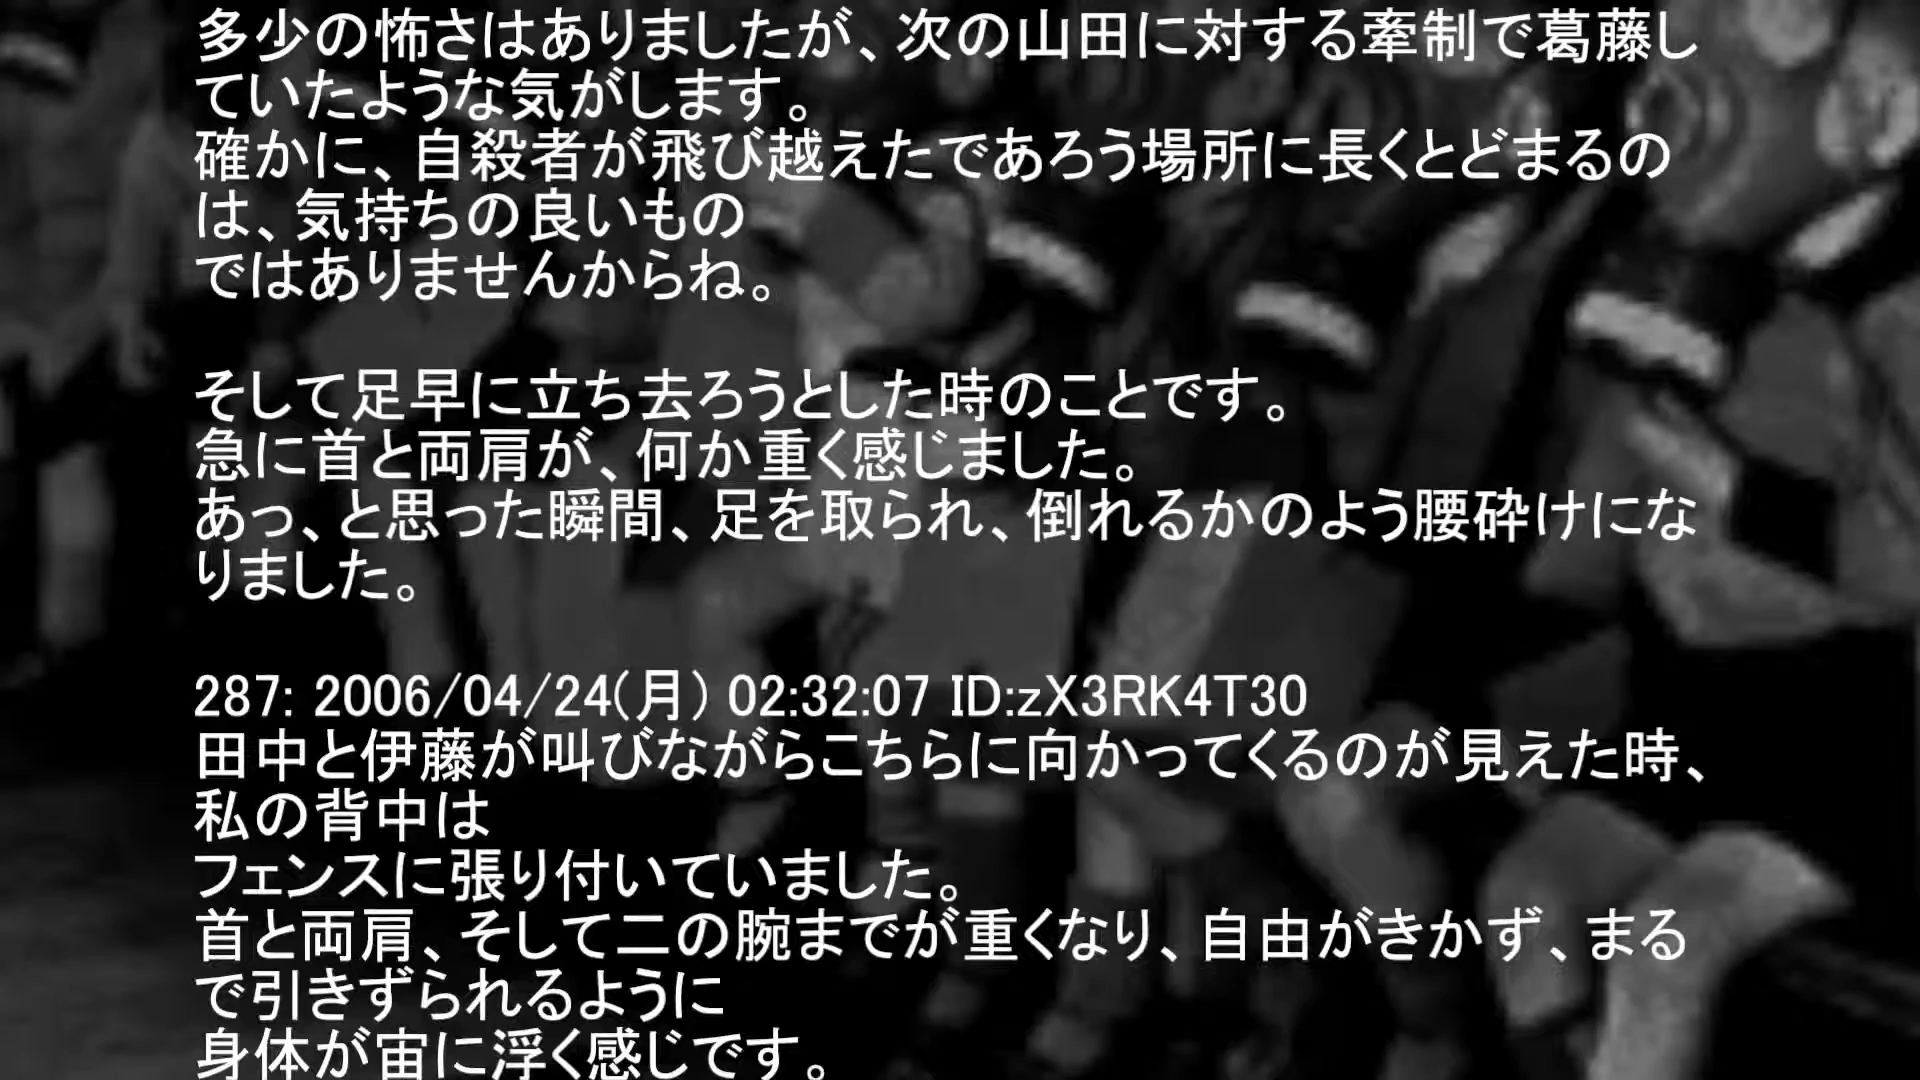 多少の怖さはありましたが、次の山田に対する牽制で葛藤し
ていたような気がします。
確かに、自殺者が飛び越えたであろう場所に長くとどまるの
は、気持ちの良いもの
ではありませんからね。
そして足早に立ち去ろうとした時のことです。
急に首と両肩が、何か重く感じました。
あっ、と思った瞬間、足を取られ、倒れるかのよう腰砕けにな
りました。
287: 2006/04/24(月) 02:32:07 ID:zX3RK4T30
田中と伊藤が叫びながらこちらに向かってくるのが見えた時、
私の背中は
フェンスに張り付いていました。
首と両肩、そして二の腕までが重くなり、自由がきかず、まる
で引きずられるように
身体が宙に浮く感じです。